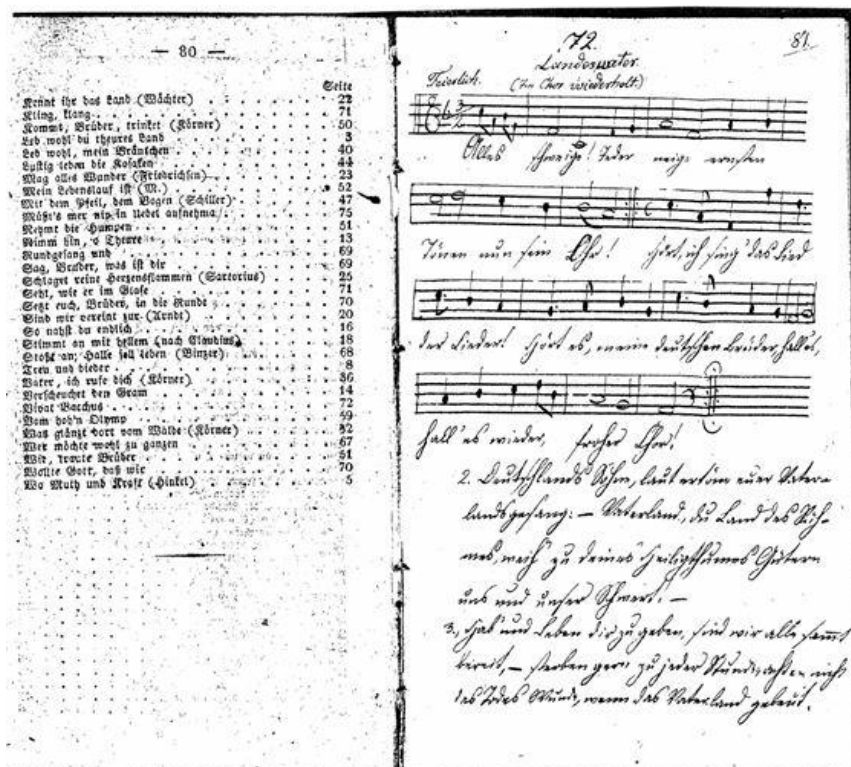 — 80 —
Seite
Kennt ihr das Land (Wächter) 22
Kling, klang 71
Kommt, Brüder, trinket (Körner) 50
Leb wohl du theures Land 3
Leb wohl, mein Bräutchen 40
Lustig leben die Kosaken 44
Mag alles Wunder (Friedrichsen) 23
Mein Lebenslauf ist (M.) 52
Mit dem Pfeil, dem Bogen (Schiller) 47
Müßt's mer nix in Uebel aufnehma 75
Nehmt die Humpen 51
Nimm hin, o Theure 13
Rundgesang und 69
Sag, Bruder, was ist dir 69
Schlaget reine Herzensflammen (Sartorius) 25
Seht, wie er im Glase 71
Setzt euch, Brüder, in die Runde 70
Sind wir vereint zur (Arndt) 20
So nahst du endlich 16
Stimmt an mit hellem (nach Claudius) 18
Stoßt an, Halle soll leben (Binzer) 68
Treu und bieder 8
Vater, ich rufe dich (Körner) 36
Verscheuchet den Gram 14
Vivat Bacchus 72
Vom hoh'n Olymp 59
Was glänzt dort vom Walde (Körner) 32
Wer möchte wohl zu ganzen 67
Wir, traute Brüder 61
Wollte Gott, daß wir 70
Wo Muth und Kraft (Hinkel) 5
72. 81.
Landesvater.
Feierlich. (Im Chor wiederholt.)
Alles schweige! Jeder neige ernsten
Tönen nun sein Ohr! Hört, ich sing' das Lied
der Lieder! Hört es, meine deutschen Brüder, hall' es,
hall' es wieder, froher Chor!
2. Deutschlands Söhne, laut ertöne euer Vater-
landsgesang: — Vaterland, du Land des Ruh-
mes, weih' zu deines Heiligthumes Hütern
uns und unser Schwert! —
3., Hab' und Leben dir zu geben, sind wir alle sammt
bereit, — sterben gern zu jeder Stunde, achten nicht
des Todes Wunde, wenn das Vaterland gebeut.